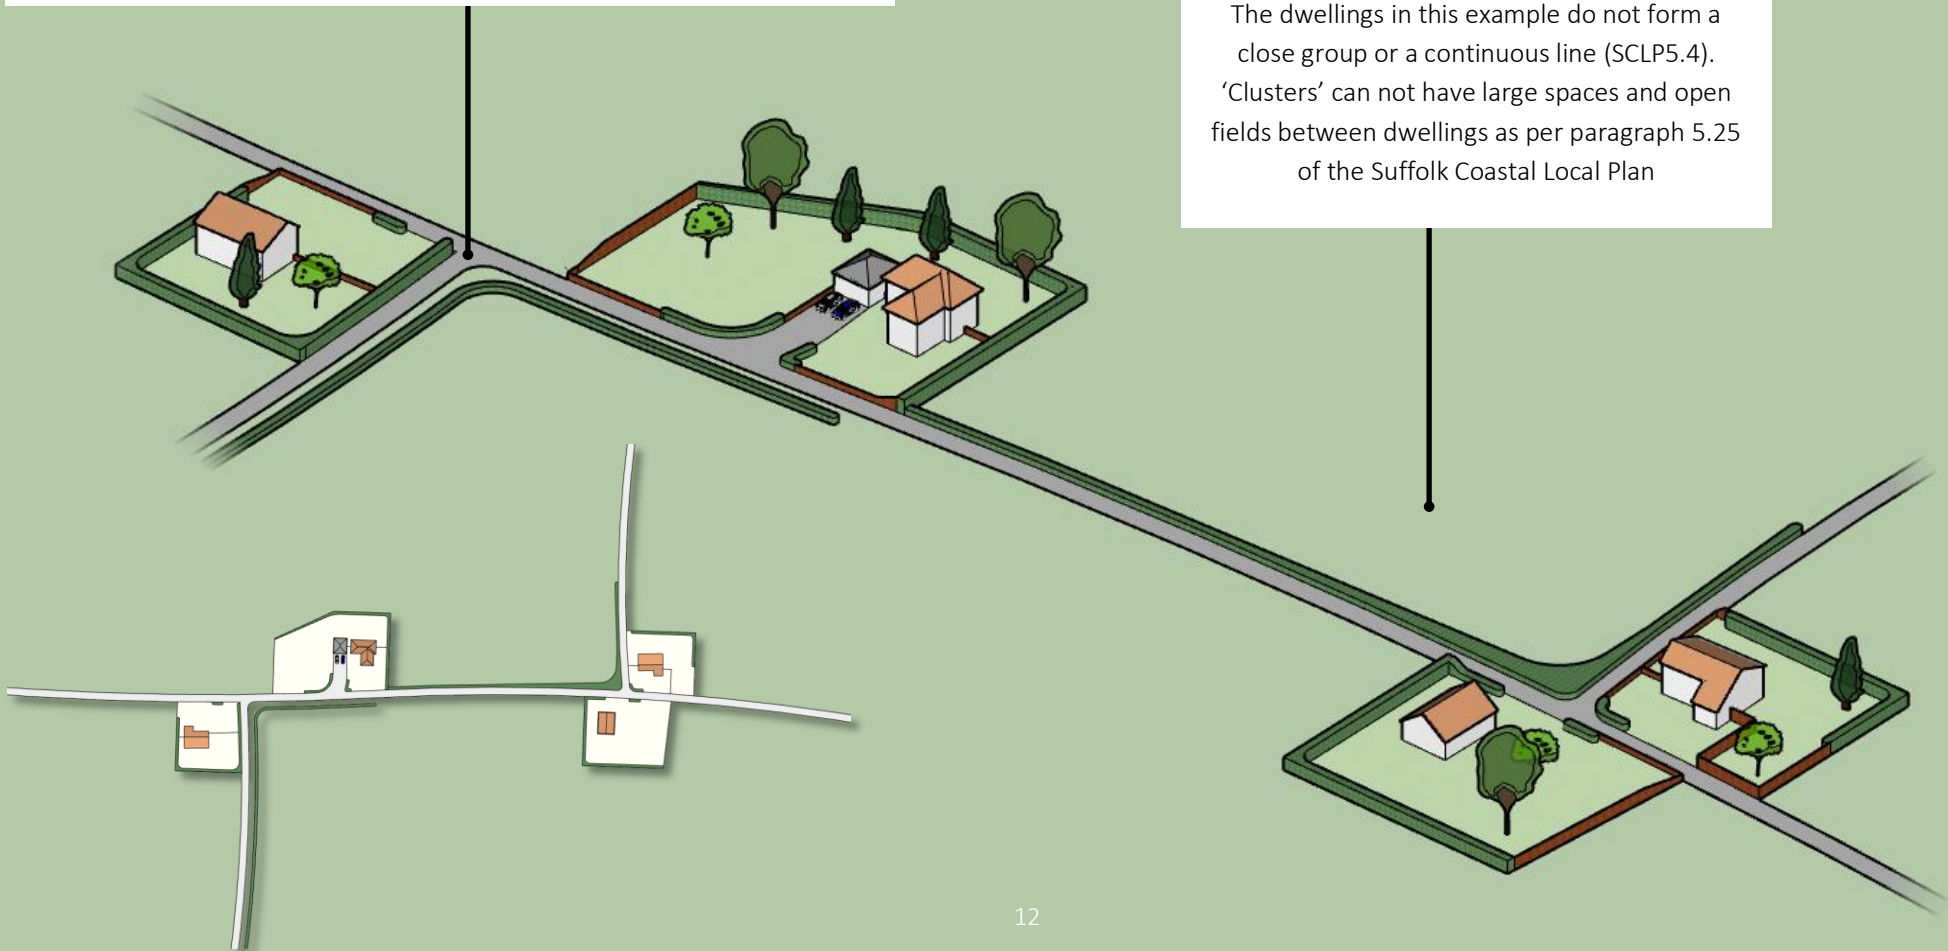 The dwellings in this example do not form a
close group or a continuous line (SCLP5.4).
‘Clusters’ can not have large spaces and open
fields between dwellings as per paragraph 5.25
of the Suffolk Coastal Local Plan
12